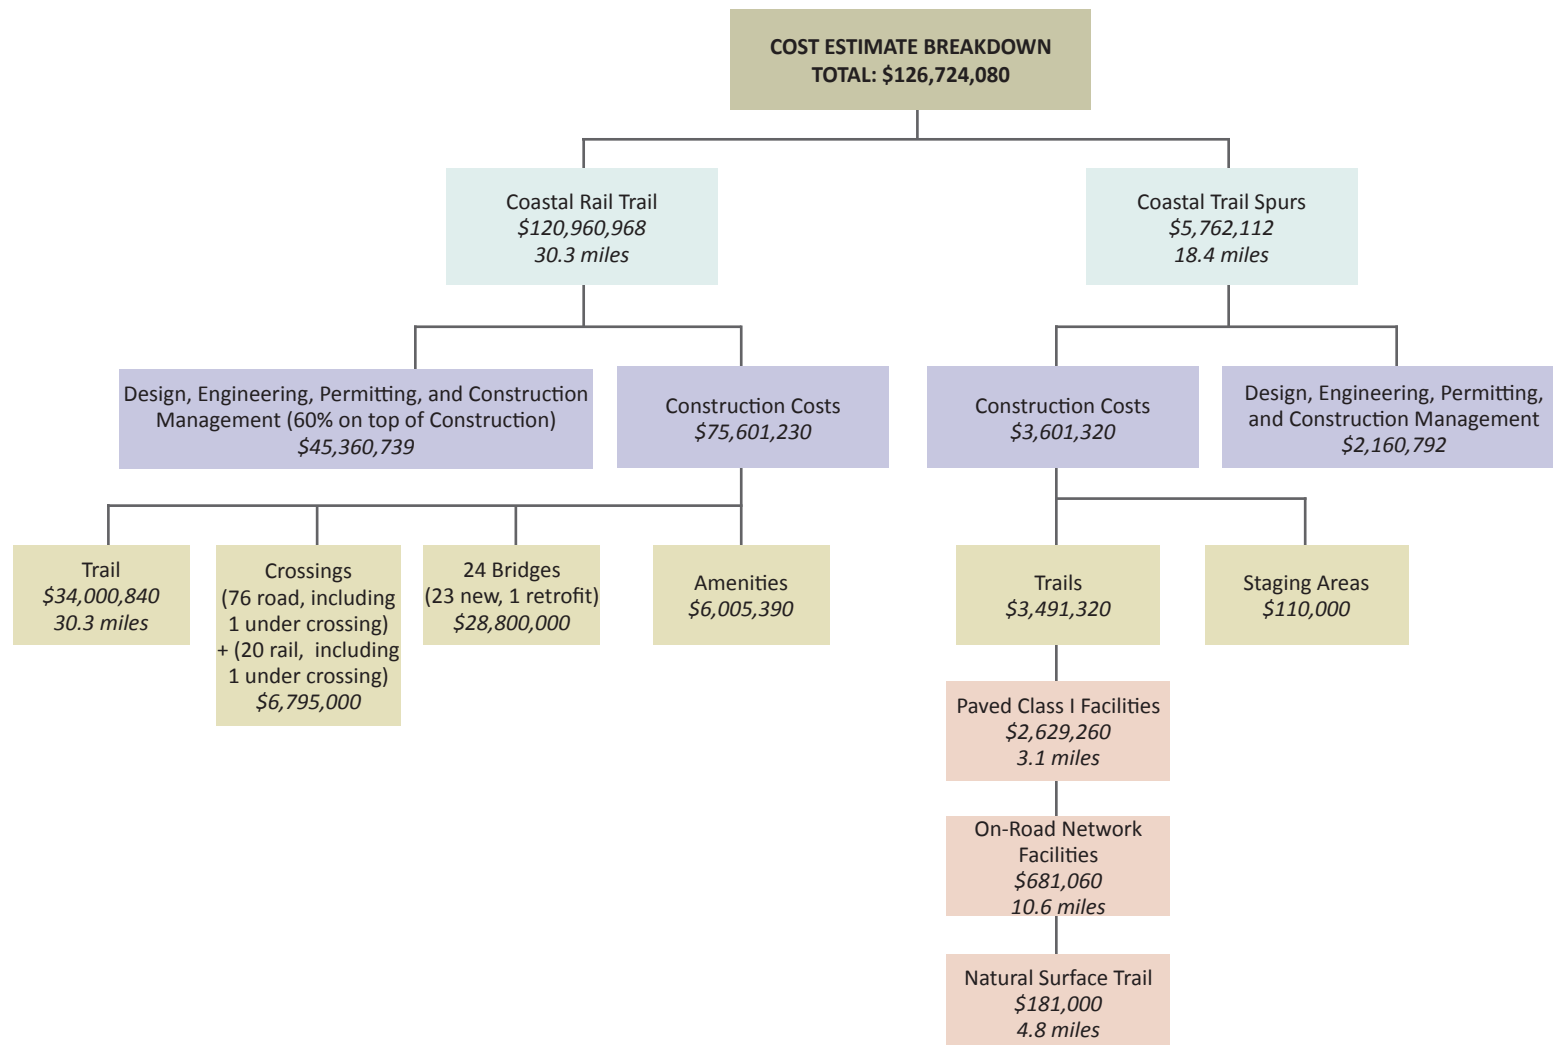 COST ESTIMATE BREAKDOWN
TOTAL: $126,724,080
Coastal Rail Trail
$120,960,968
30.3 miles
Coastal Trail Spurs
$5,762,112
18.4 miles
Design, Engineering, Permitting, and Construction
Management (60% on top of Construction)
$45,360,739
Construction Costs
$75,601,230
Construction Costs
$3,601,320
Design, Engineering, Permitting,
and Construction Management
$2,160,792
Trail
$34,000,840
30.3 miles
Crossings
(76 road, including
1 under crossing)
+ (20 rail, including
1 under crossing)
$6,795,000
24 Bridges
(23 new, 1 retrofit)
$28,800,000
Amenities
$6,005,390
Trails
$3,491,320
Staging Areas
$110,000
Paved Class I Facilities
$2,629,260
3.1 miles
On-Road Network
Facilities
$681,060
10.6 miles
Natural Surface Trail
$181,000
4.8 miles